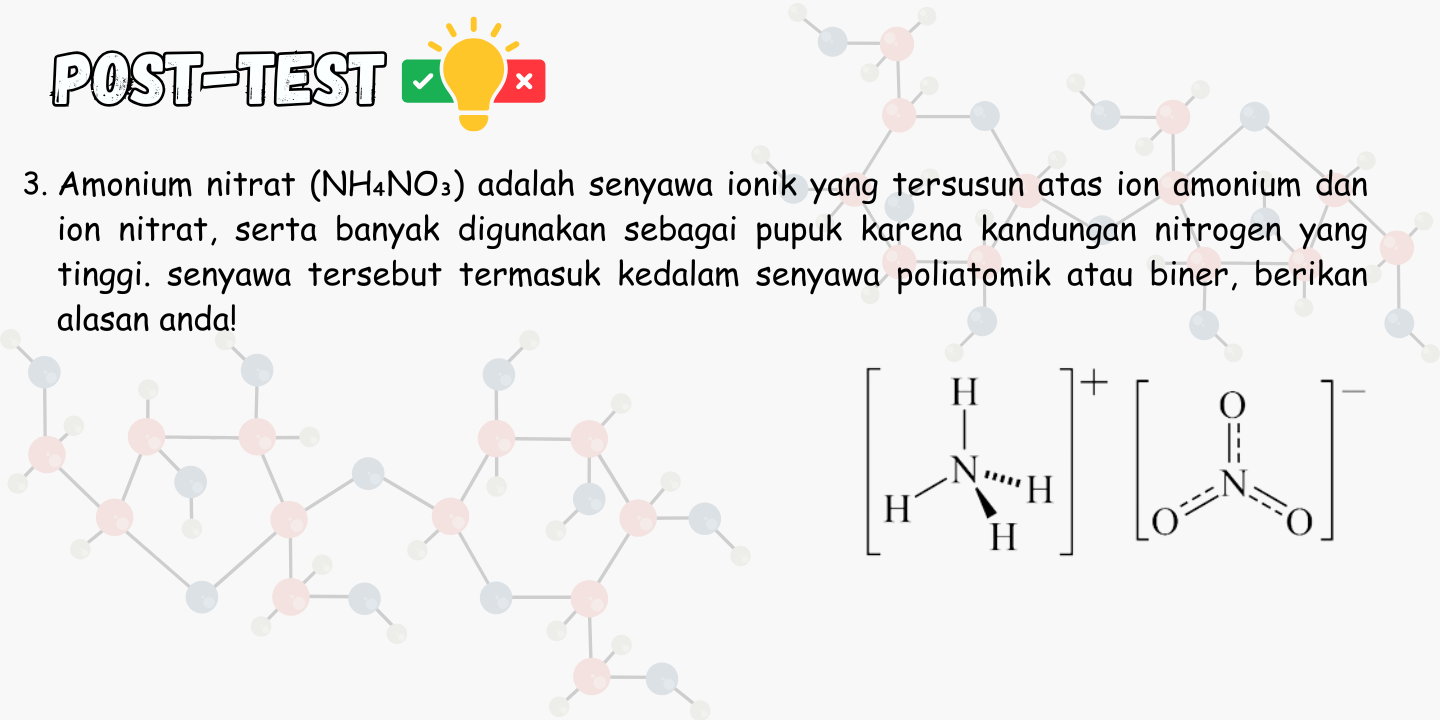 POST-TEST
3. Amonium nitrat (NH₄NO₃) adalah senyawa ionik yang tersusun atas ion amonium dan
ion nitrat, serta banyak digunakan sebagai pupuk karena kandungan nitrogen yang
tinggi. senyawa tersebut termasuk kedalam senyawa poliatomik atau biner, berikan
alasan anda!
H
N
H
H
H
+
O
N
O
O
−